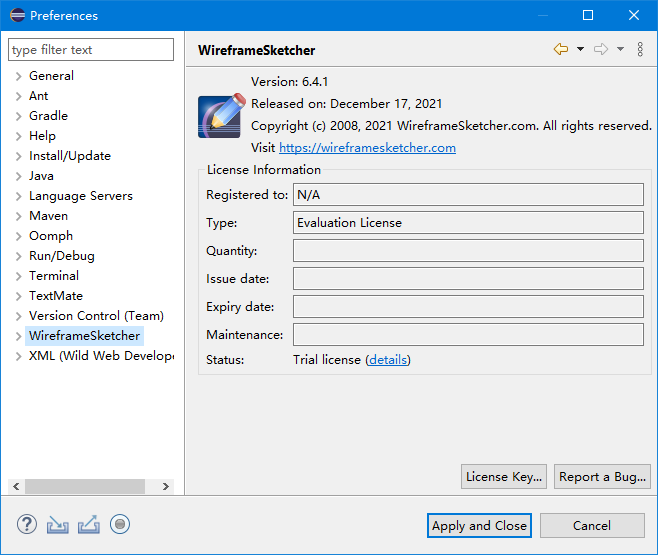 Preferences
type filter text
General
Ant
Gradle
Help
Install/Update
Java
Language Servers
Maven
Oomph
Run/Debug
Terminal
TextMate
Version Control (Team)
WireframeSketcher
XML (Wild Web Develope
WireframeSketcher
Version: 6.4.1
Released on: December 17, 2021
Copyright (c) 2008, 2021 WireframeSketcher.com. All rights reserved.
Visit https://wireframesketcher.com
License Information
Registered to: N/A
Type: Evaluation License
Quantity:
Issue date:
Expiry date:
Maintenance:
Status: Trial license (details)
License Key... Report a Bug...
? Apply and Close Cancel